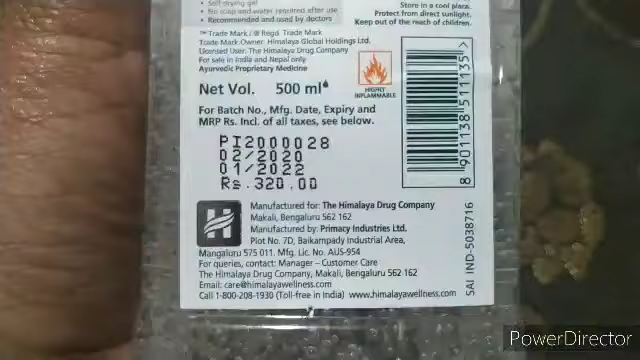 • Self-drying gel
• No soap and water required after use
• Recommended and used by doctors
Store in a cool place.
Protect from direct sunlight.
Keep out of the reach of children.
™Trade Mark / ® Regd. Trade Mark
Trade Mark Owner: Himalaya Global Holdings Ltd.
Licensed User: The Himalaya Drug Company
For sale in India and Nepal only
Ayurvedic Proprietary Medicine
Net Vol. 500 ml
HIGHLY
INFLAMMABLE
For Batch No., Mfg. Date, Expiry and
MRP Rs. Incl. of all taxes, see below.
PI2000028
02/2020
01/2022
Rs.320.00
8 901138 511135 >
Manufactured for: The Himalaya Drug Company
Makali, Bengaluru 562 162
Manufactured by: Primacy Industries Ltd.
Plot No. 7D, Baikampady Industrial Area,
Mangaluru 575 011. Mfg. Lic. No. AUS-954
For queries, contact: Manager – Customer Care
The Himalaya Drug Company, Makali, Bengaluru 562 162
Email: care@himalayawellness.com
Call 1-800-208-1930 (Toll-free in India) www.himalayawellness.com
SAI IND-5038716
PowerDirector